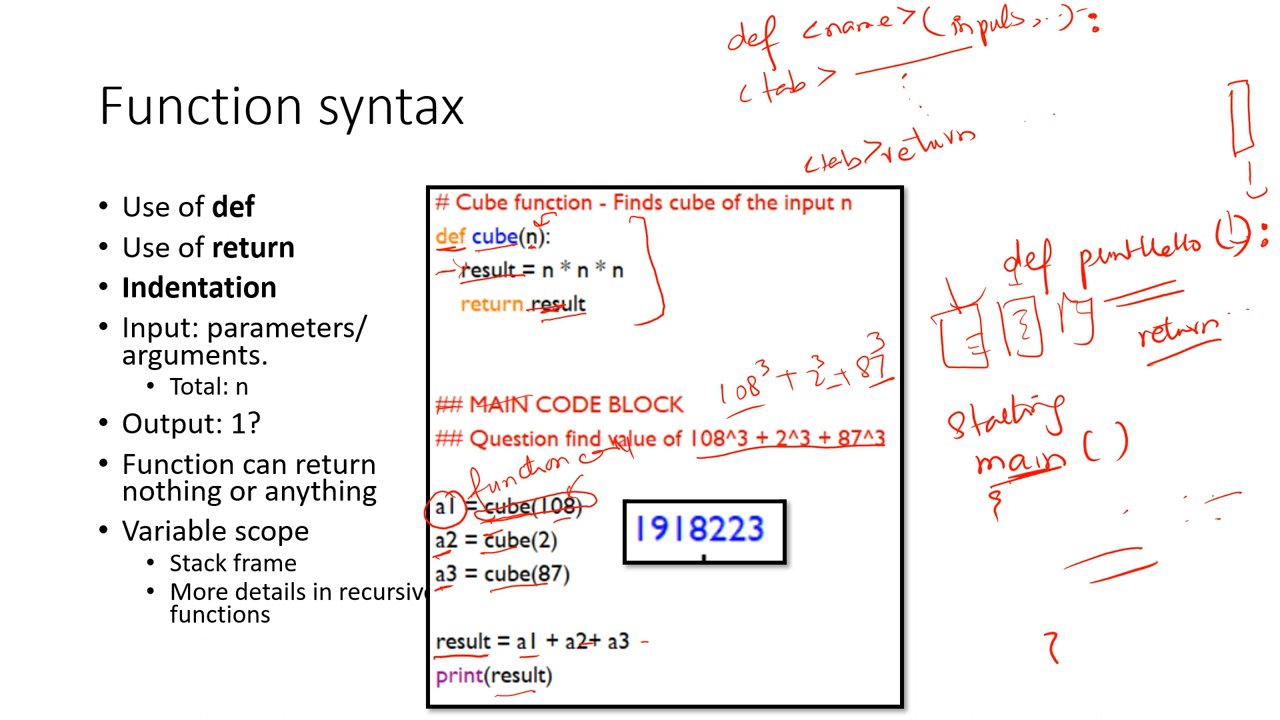 def <name>(inputs, ..):
<tab>
<tab>return
Function syntax
• Use of def
• Use of return
• Indentation
• Input: parameters/
arguments.
• Total: n
• Output: 1?
• Function can return
nothing or anything
• Variable scope
• Stack frame
• More details in recursive
functions
# Cube function - Finds cube of the input n
def cube(n):
result = n * n * n
return result
## MAIN CODE BLOCK
## Question find value of 108^3 + 2^3 + 87^3
function call
a1 = cube(108)
a2 = cube(2)
a3 = cube(87)
result = a1 + a2+ a3
print(result)
1918223
108³ + 2³ + 87³
def printHello():
return ..
starting
main()
{